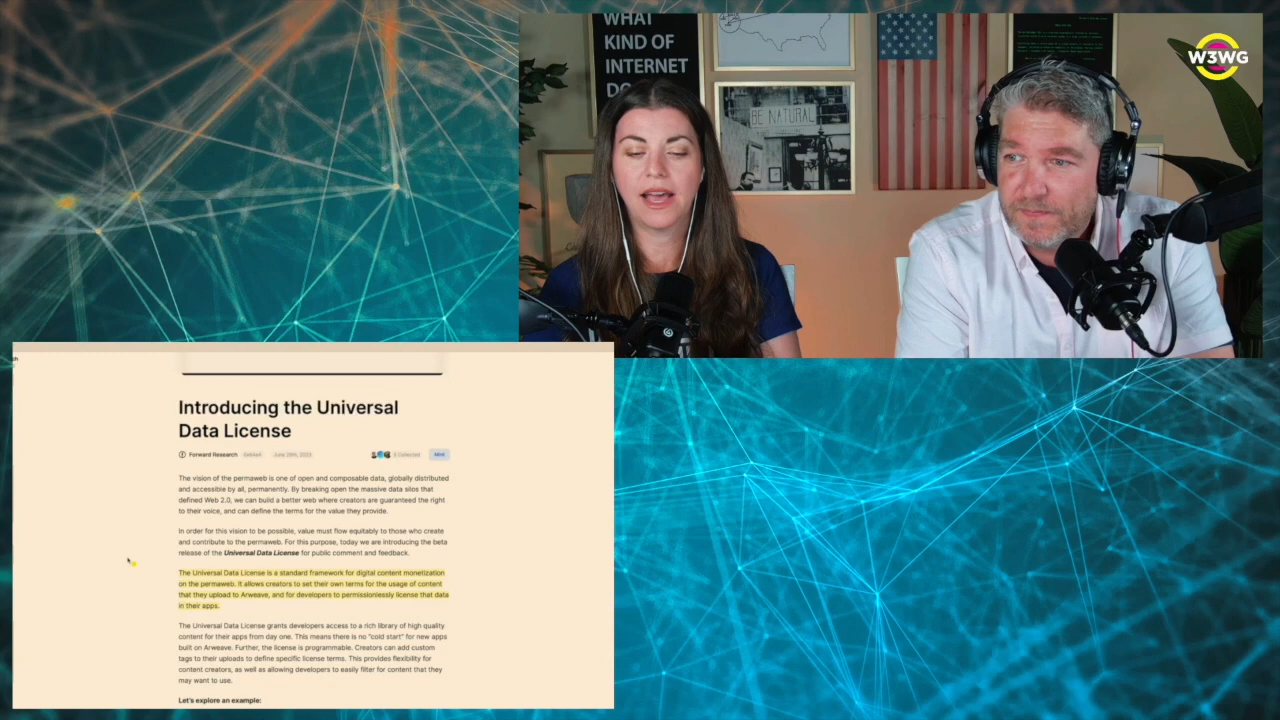 WHAT
KIND OF
INTERNET
DO
BE NATURAL
W3WG
Introducing the Universal
Data License
Forward Research
June 28th, 2023
Collected
Mint
The vision of the permaweb is one of open and composable data, globally distributed
and accessible by all, permanently. By breaking open the massive data silos that
defined Web 2.0, we can build a better web where creators are guaranteed the right
to their voice, and can define the terms for the value they provide.
In order for this vision to be possible, value must flow equitably to those who create
and contribute to the permaweb. For this purpose, today we are introducing the beta
release of the Universal Data License for public comment and feedback.
The Universal Data License is a standard framework for digital content monetization
on the permaweb. It allows creators to set their own terms for the usage of content
that they upload to Arweave, and for developers to permissionlessly license that data
in their apps.
The Universal Data License grants developers access to a rich library of high quality
content for their apps from day one. This means there is no "cold start" for new apps
built on Arweave. Further, the license is programmable. Creators can add custom
tags to their uploads to define specific license terms. This provides flexibility for
content creators, as well as allowing developers to easily filter for content that they
may want to use.
Let's explore an example: